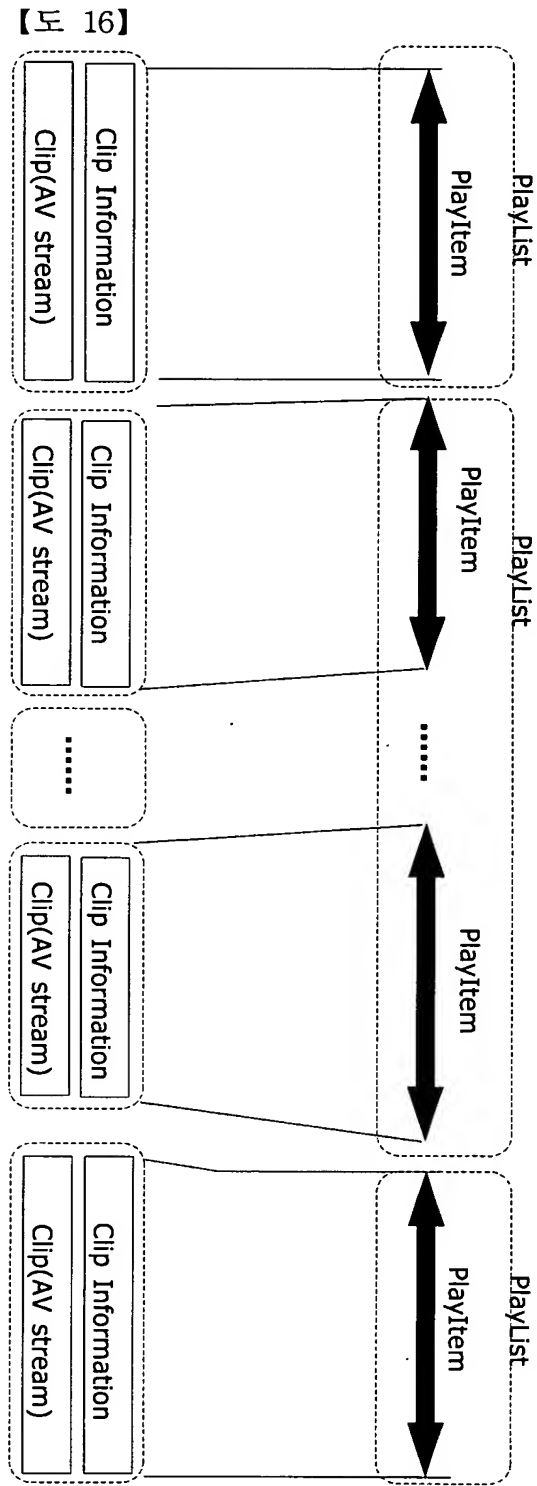 【도 16】
PlayList
PlayItem
Clip Information
Clip(AV stream)
PlayList
PlayItem
Clip Information
Clip(AV stream)
......
......
PlayItem
Clip Information
Clip(AV stream)
PlayList
PlayItem
Clip Information
Clip(AV stream)